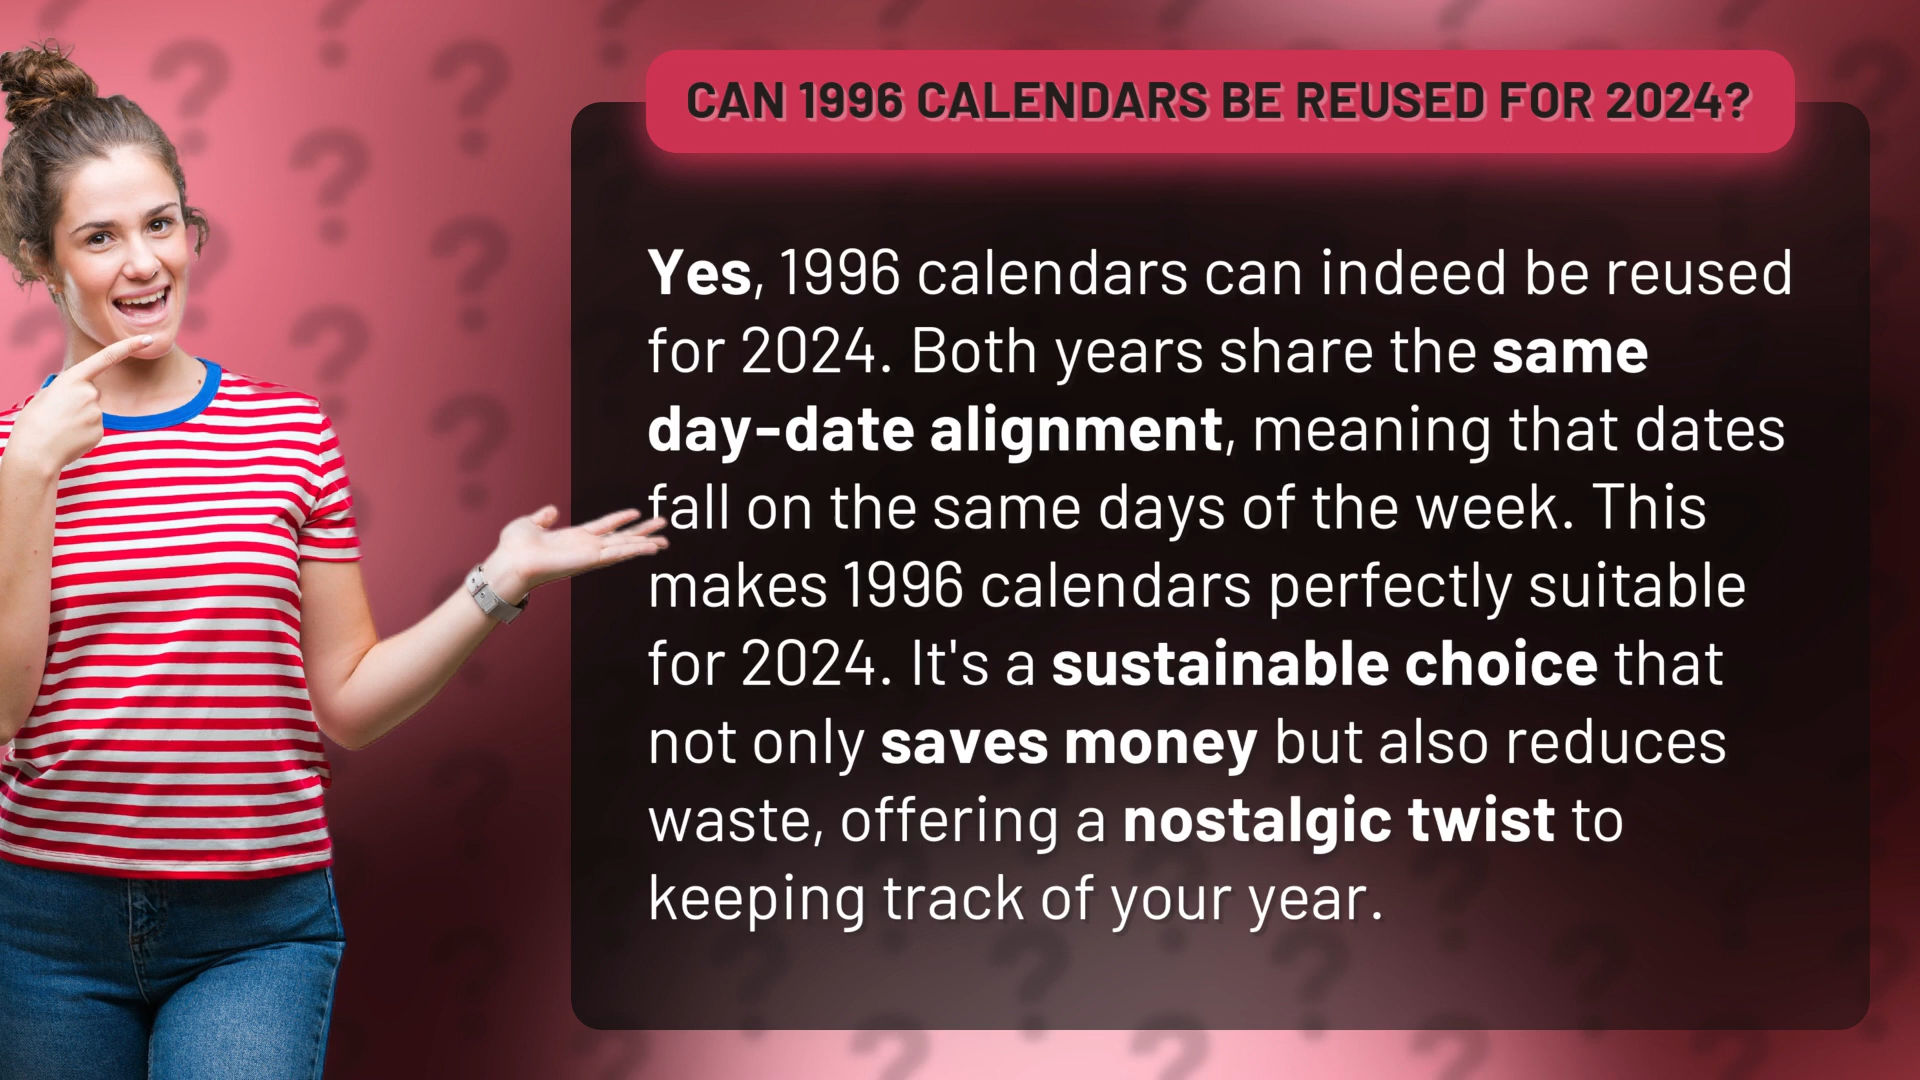 CAN 1996 CALENDARS BE REUSED FOR 2024?
Yes, 1996 calendars can indeed be reused
for 2024. Both years share the same
day-date alignment, meaning that dates
fall on the same days of the week. This
makes 1996 calendars perfectly suitable
for 2024. It's a sustainable choice that
not only saves money but also reduces
waste, offering a nostalgic twist to
keeping track of your year.